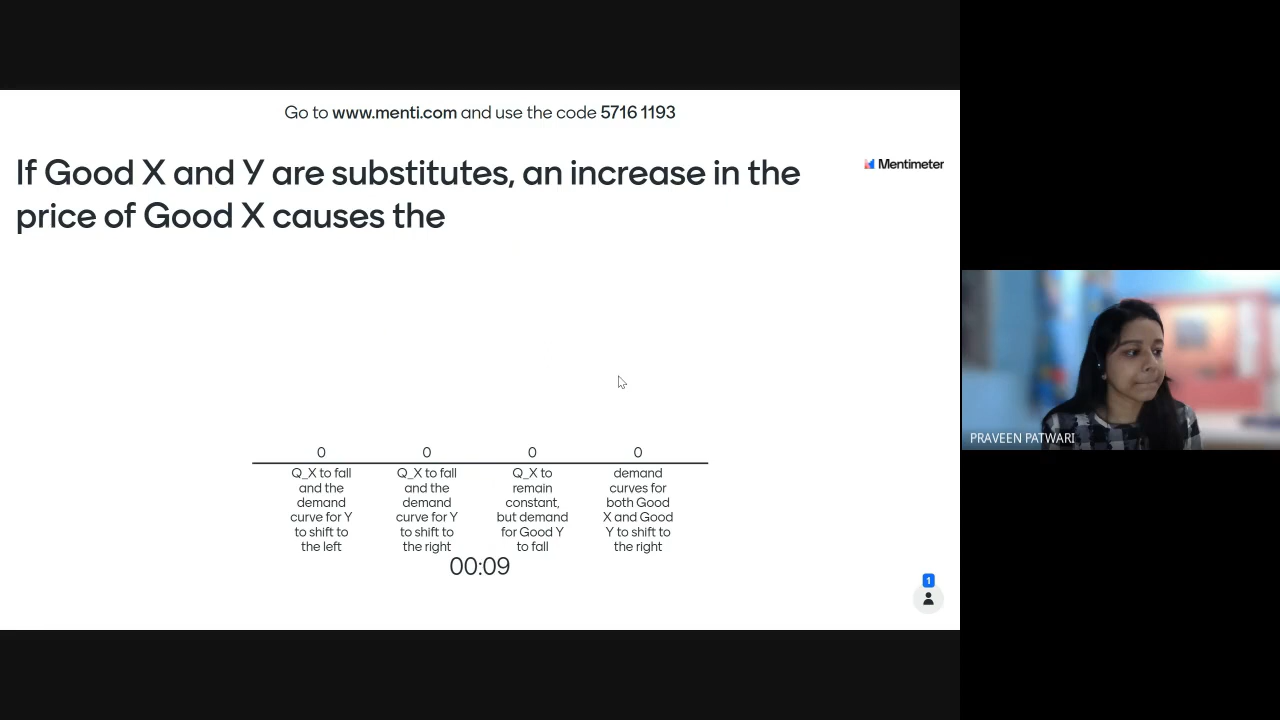 Go to www.menti.com and use the code 5716 1193
If Good X and Y are substitutes, an increase in the
price of Good X causes the
Mentimeter
0
Q_X to fall
and the
demand
curve for Y
to shift to
the left
0
Q_X to fall
and the
demand
curve for Y
to shift to
the right
0
Q_X to
remain
constant,
but demand
for Good Y
to fall
0
demand
curves for
both Good
X and Good
Y to shift to
the right
00:09
1
PRAVEEN PATWARI